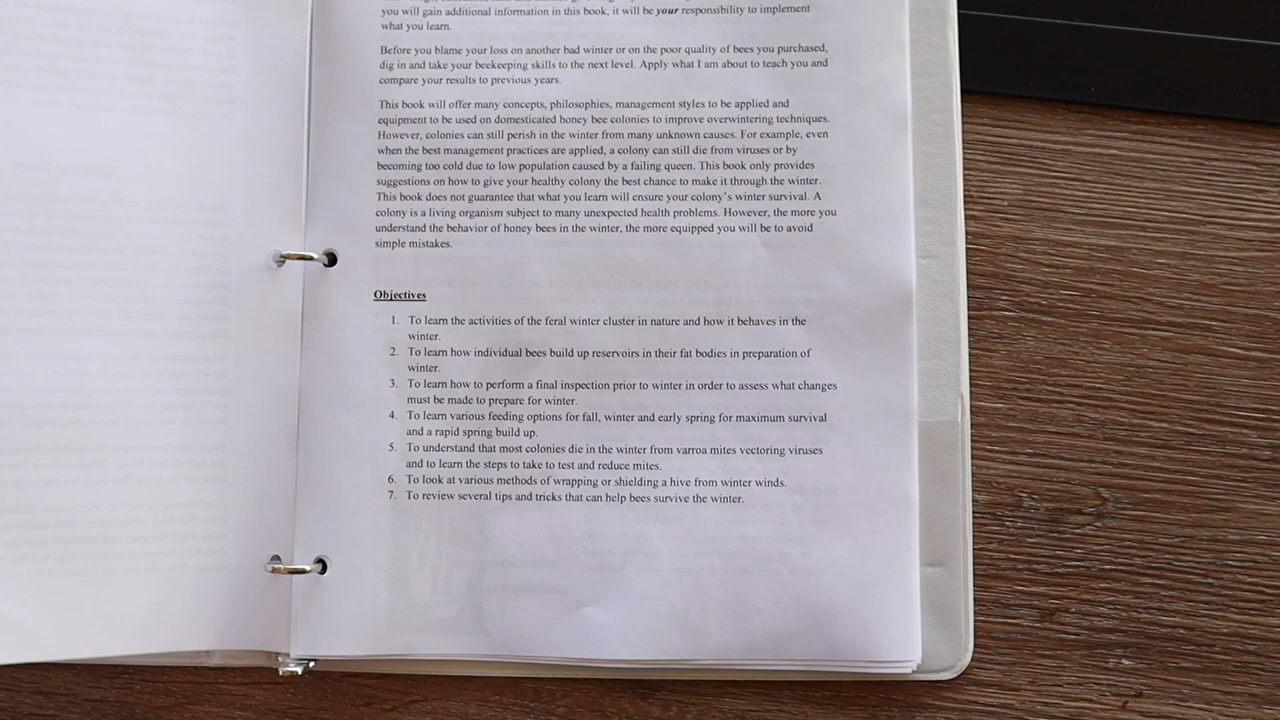 you will gain additional information in this book, it will be your responsibility to implement
what you learn.
Before you blame your loss on another bad winter or on the poor quality of bees you purchased,
dig in and take your beekeeping skills to the next level. Apply what I am about to teach you and
compare your results to previous years.
This book will offer many concepts, philosophies, management styles to be applied and
equipment to be used on domesticated honey bee colonies to improve overwintering techniques.
However, colonies can still perish in the winter from many unknown causes. For example, even
when the best management practices are applied, a colony can still die from viruses or by
becoming too cold due to low population caused by a failing queen. This book only provides
suggestions on how to give your healthy colony the best chance to make it through the winter.
This book does not guarantee that what you learn will ensure your colony's winter survival. A
colony is a living organism subject to many unexpected health problems. However, the more you
understand the behavior of honey bees in the winter, the more equipped you will be to avoid
simple mistakes.
Objectives
1. To learn the activities of the feral winter cluster in nature and how it behaves in the
winter.
2. To learn how individual bees build up reservoirs in their fat bodies in preparation of
winter.
3. To learn how to perform a final inspection prior to winter in order to assess what changes
must be made to prepare for winter.
4. To learn various feeding options for fall, winter and early spring for maximum survival
and a rapid spring build up.
5. To understand that most colonies die in the winter from varroa mites vectoring viruses
and to learn the steps to take to test and reduce mites.
6. To look at various methods of wrapping or shielding a hive from winter winds.
7. To review several tips and tricks that can help bees survive the winter.